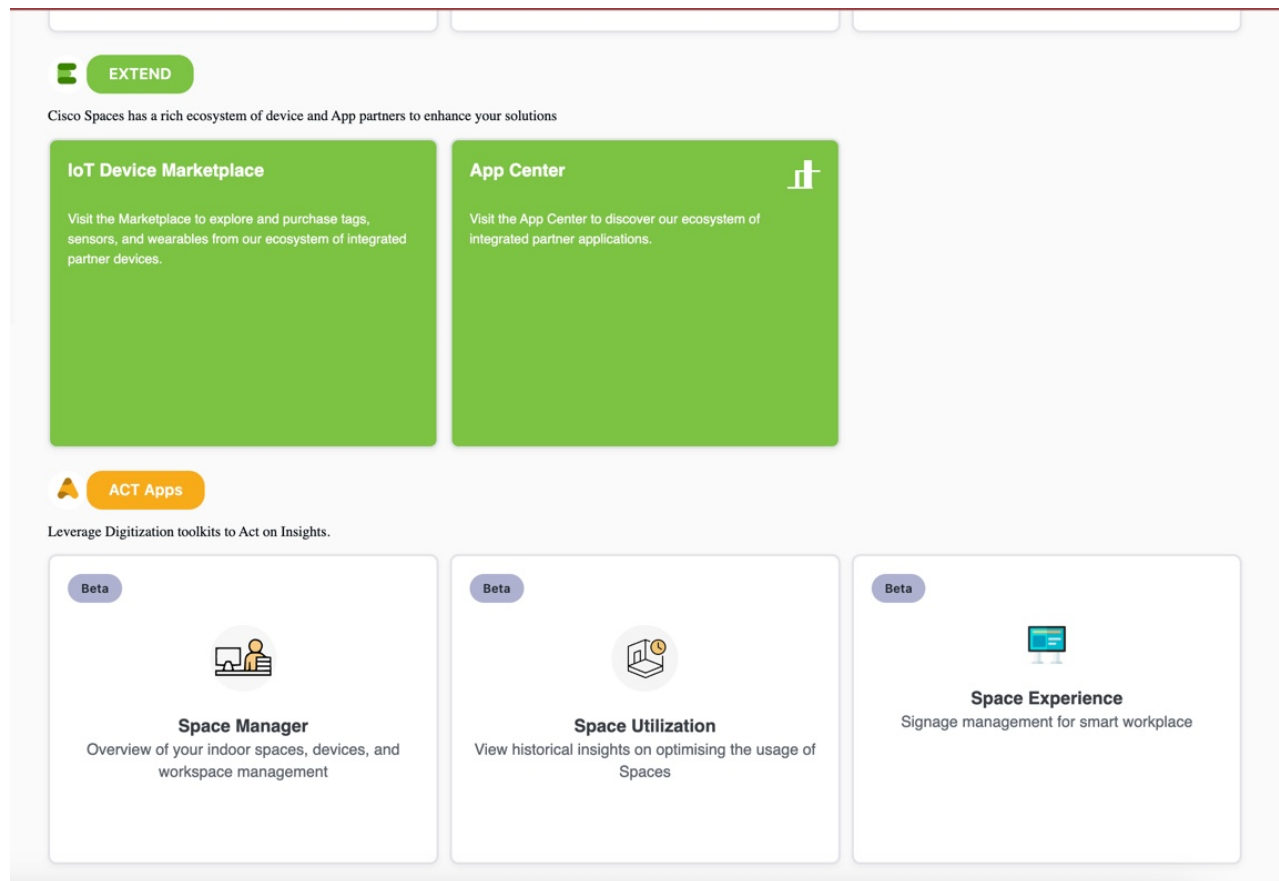 EXTEND
Cisco Spaces has a rich ecosystem of device and App partners to enhance your solutions
IoT Device Marketplace
Visit the Marketplace to explore and purchase tags,
sensors, and wearables from our ecosystem of integrated
partner devices.
App Center
Visit the App Center to discover our ecosystem of
integrated partner applications.
ACT Apps
Leverage Digitization toolkits to Act on Insights.
Beta
Space Manager
Overview of your indoor spaces, devices, and
workspace management
Beta
Space Utilization
View historical insights on optimising the usage of
Spaces
Beta
Space Experience
Signage management for smart workplace